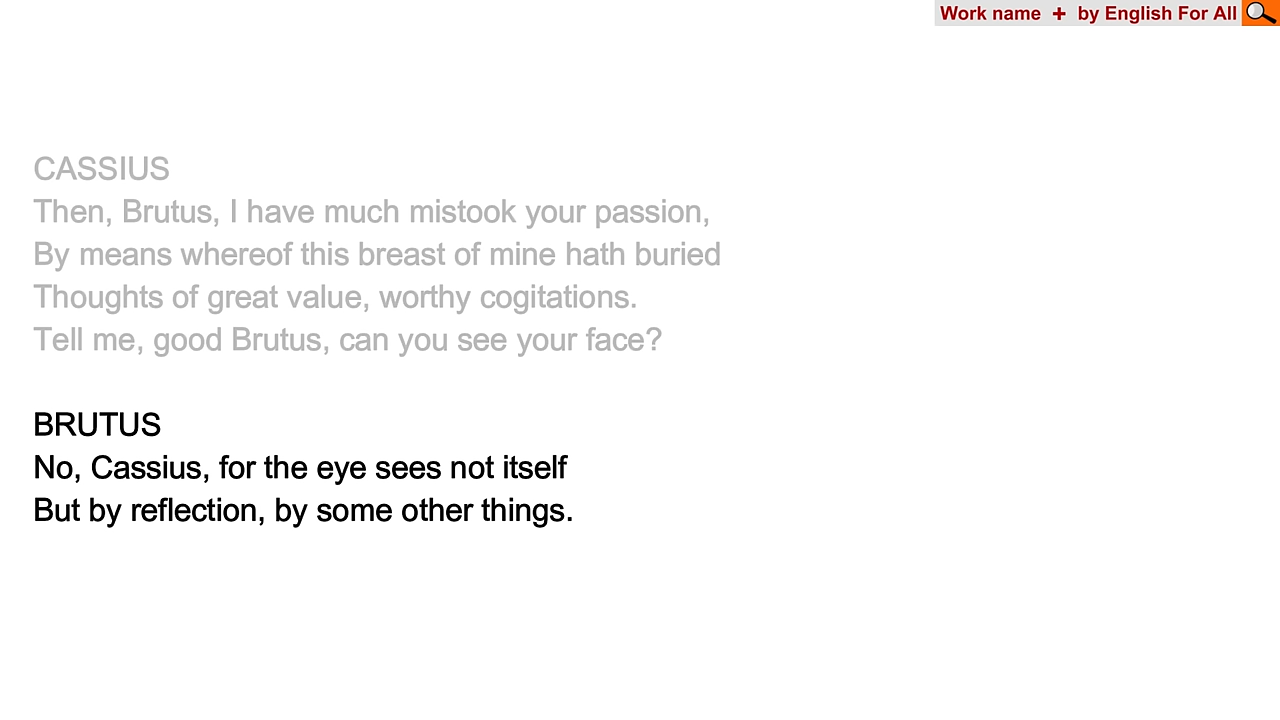 Work name + by English For All
CASSIUS
Then, Brutus, I have much mistook your passion,
By means whereof this breast of mine hath buried
Thoughts of great value, worthy cogitations.
Tell me, good Brutus, can you see your face?
BRUTUS
No, Cassius, for the eye sees not itself
But by reflection, by some other things.